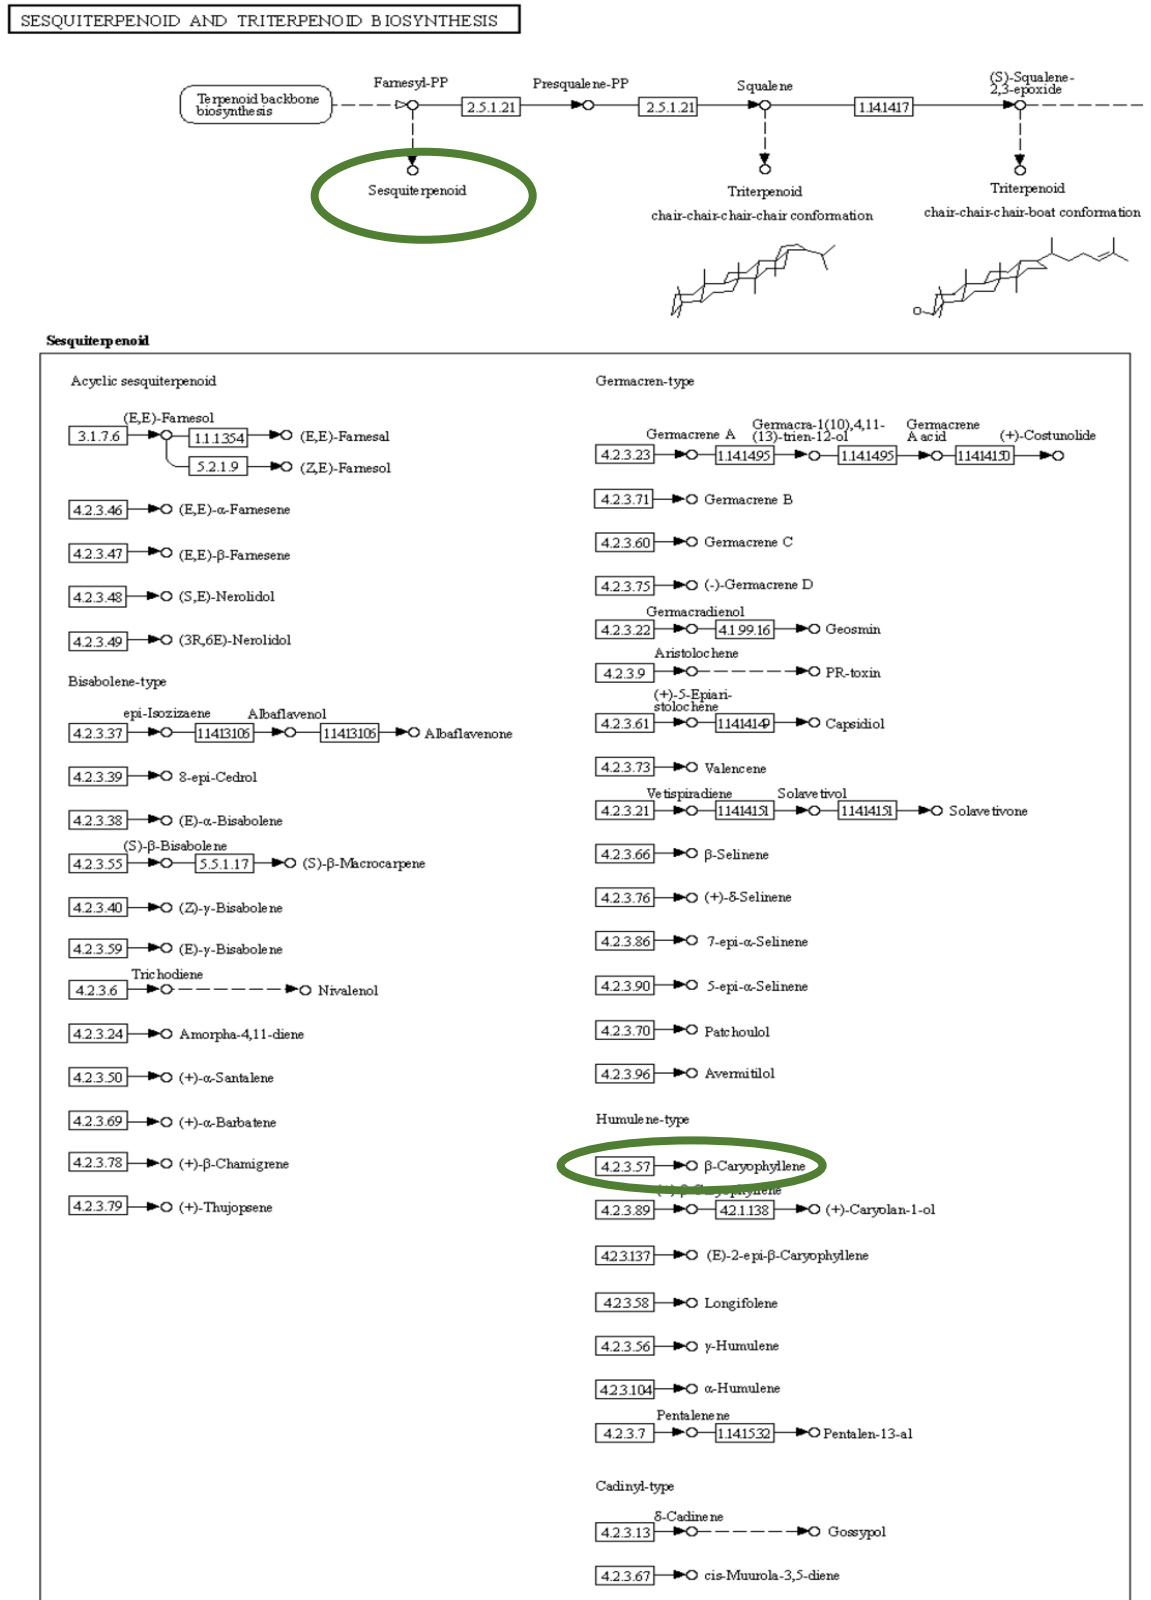 SESQUITERPENOID AND TRITERPENOID BIOSYNTHESIS
Terpenoid backbone
biosynthesis
Farnesyl-PP
2.5.1.21
Presqualene-PP
2.5.1.21
Squalene
1.14.14.17
(S)-Squalene-
2,3-epoxide
Sesquiterpenoid
Triterpenoid
chair-chair-chair-chair conformation
Triterpenoid
chair-chair-chair-boat conformation
O
Sesquiterpenoid
Acyclic sesquiterpenoid
(E,E)-Farnesol
3.1.7.6
1.1.1.354
(E,E)-Farnesal
5.2.1.9
(Z,E)-Farnesol
4.2.3.46
(E,E)-α-Farnesene
4.2.3.47
(E,E)-β-Farnesene
4.2.3.48
(S,E)-Nerolidol
4.2.3.49
(3R,6E)-Nerolidol
Bisabolene-type
epi-Isozizaene
Albaflavenol
4.2.3.37
1.14.13.106
1.14.13.106
Albaflavenone
4.2.3.39
8-epi-Cedrol
4.2.3.38
(E)-α-Bisabolene
(S)-β-Bisabolene
4.2.3.55
5.5.1.17
(S)-β-Macrocarpene
4.2.3.40
(Z)-γ-Bisabolene
4.2.3.59
(E)-γ-Bisabolene
Trichodiene
4.2.3.6
Nivalenol
4.2.3.24
Amorpha-4,11-diene
4.2.3.50
(+)-α-Santalene
4.2.3.69
(+)-α-Barbatene
4.2.3.78
(+)-β-Chamigrene
4.2.3.79
(+)-Thujopsene
Germacren-type
Germacrene A
Germacra-1(10),4,11-
(13)-trien-12-ol
Germacrene
A acid
(+)-Costunolide
4.2.3.23
1.14.14.95
1.14.14.95
1.14.14.150
4.2.3.71
Germacrene B
4.2.3.60
Germacrene C
4.2.3.75
(-)-Germacrene D
Germacradienol
4.2.3.22
4.1.99.16
Geosmin
Aristolochene
4.2.3.9
PR-toxin
(+)-5-Epiari-
stolochene
4.2.3.61
1.14.14.149
Capsidiol
4.2.3.73
Valencene
Vetispiradiene
Solavetivol
4.2.3.21
1.14.14.151
1.14.14.151
Solavetivone
4.2.3.66
β-Selinene
4.2.3.76
(+)-δ-Selinene
4.2.3.86
7-epi-α-Selinene
4.2.3.90
5-epi-α-Selinene
4.2.3.70
Patchoulol
4.2.3.96
Avermitilol
Humulene-type
4.2.3.57
β-Caryophyllene
(+)-β-Caryophyllene
4.2.3.89
4.2.1.138
(+)-Caryolan-1-ol
4.2.3.137
(E)-2-epi-β-Caryophyllene
4.2.3.58
Longifolene
4.2.3.56
γ-Humulene
4.2.3.104
α-Humulene
Pentalenene
4.2.3.7
1.14.15.32
Pentalen-13-al
Cadinyl-type
δ-Cadinene
4.2.3.13
Gossypol
4.2.3.67
cis-Muurola-3,5-diene